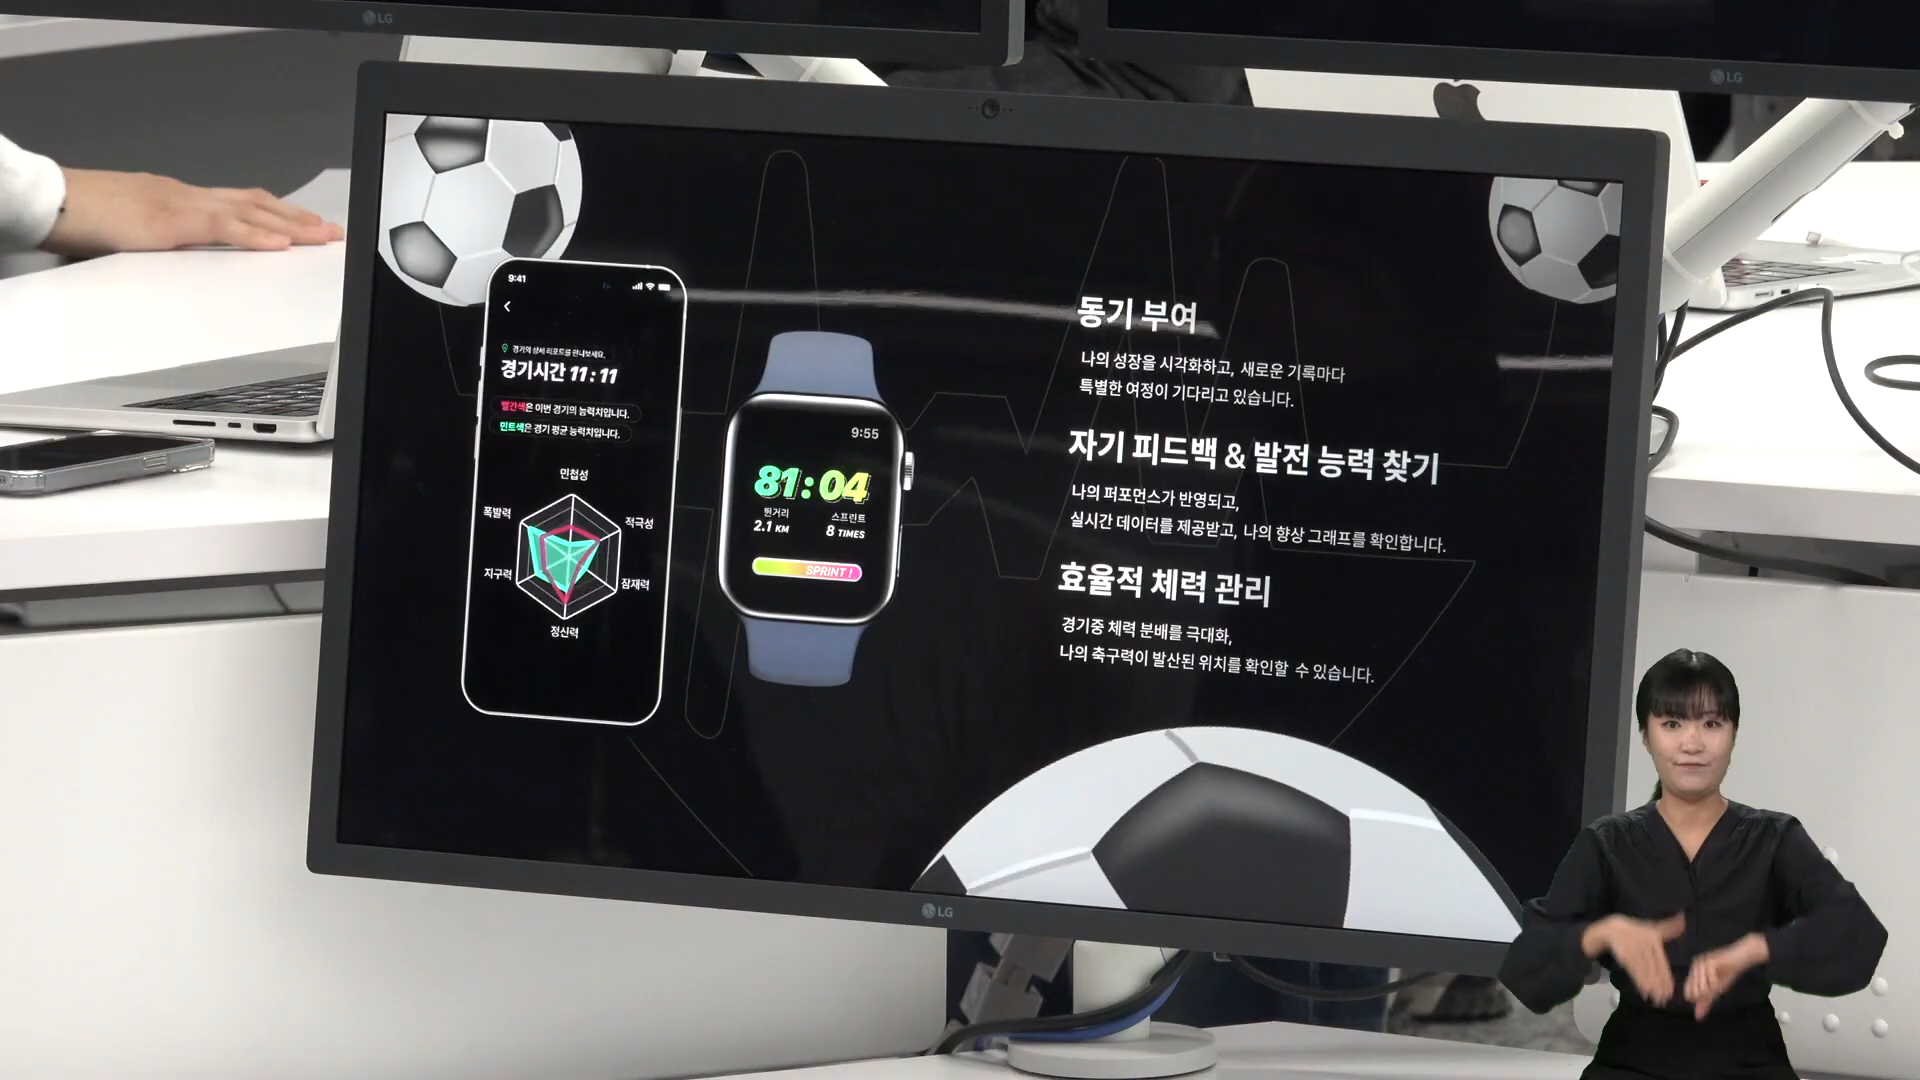 LG
LG
9:41
경기의 상세 리포트를 만나보세요.
경기시간 11:11
빨간색은 이번 경기의 능력치입니다.
민트색은 경기 평균 능력치입니다.
민첩성
폭발력
적극성
지구력
잠재력
정신력
9:55
81:04
뛴거리
2.1 KM
스프린트
8 TIMES
SPRINT !
동기 부여
나의 성장을 시각화하고, 새로운 기록마다
특별한 여정이 기다리고 있습니다.
자기 피드백 & 발전 능력 찾기
나의 퍼포먼스가 반영되고,
실시간 데이터를 제공받고, 나의 향상 그래프를 확인합니다.
효율적 체력 관리
경기중 체력 분배를 극대화,
나의 축구력이 발산된 위치를 확인할 수 있습니다.
LG